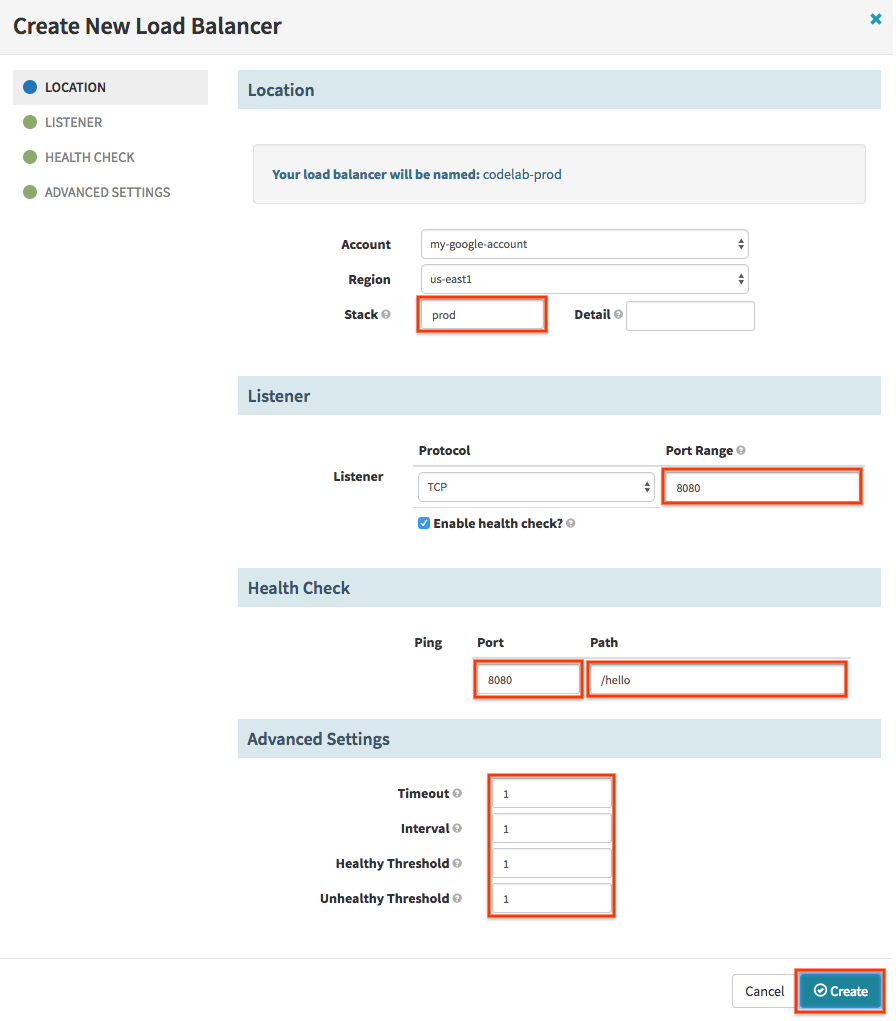 Create New Load Balancer
LOCATION
LISTENER
HEALTH CHECK
ADVANCED SETTINGS
Location
Your load balancer will be named: codelab-prod
Account my-google-account
Region us-east1
Stack prod Detail
Listener
Protocol Port Range
Listener TCP 8080
Enable health check?
Health Check
Ping Port Path
8080 /hello
Advanced Settings
Timeout 1
Interval 1
Healthy Threshold 1
Unhealthy Threshold 1
Cancel Create